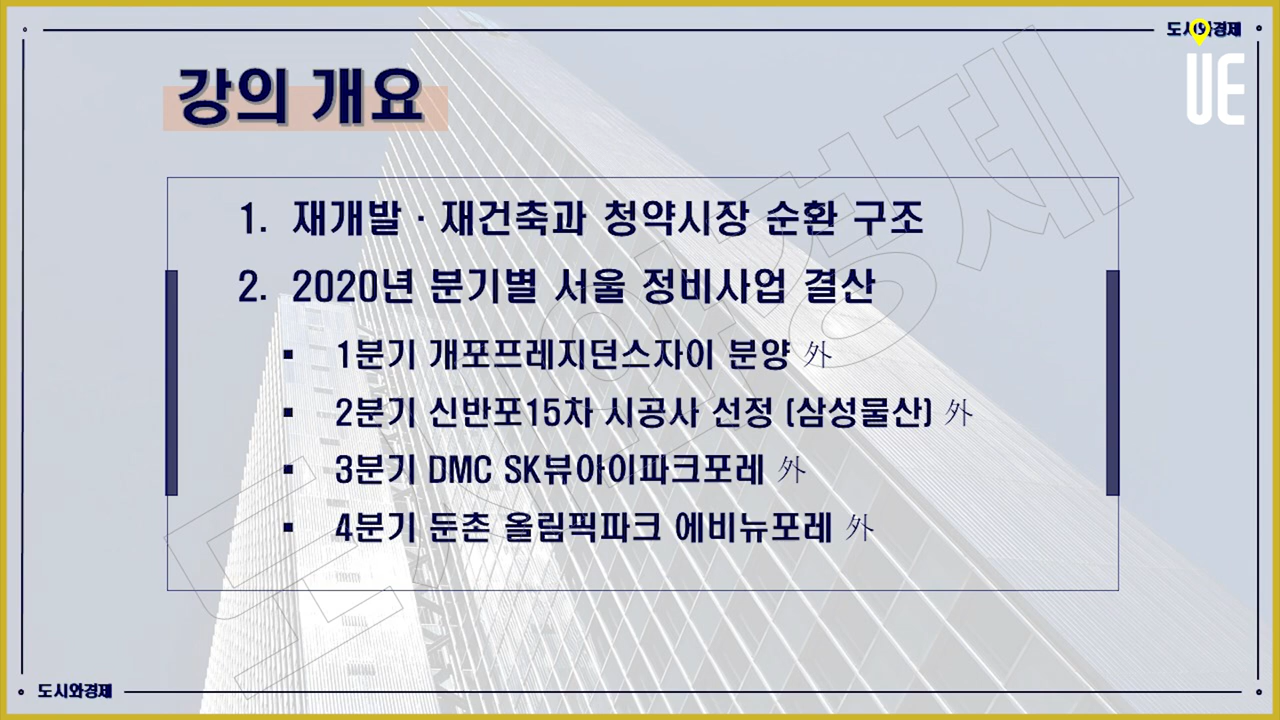 도시와경제
UE
강의 개요
1. 재개발 · 재건축과 청약시장 순환 구조
2. 2020년 분기별 서울 정비사업 결산
▪ 1분기 개포프레지던스자이 분양 外
▪ 2분기 신반포15차 시공사 선정 (삼성물산) 外
▪ 3분기 DMC SK뷰아이파크포레 外
▪ 4분기 둔촌 올림픽파크 에비뉴포레 外
도시와경제
도시와경제